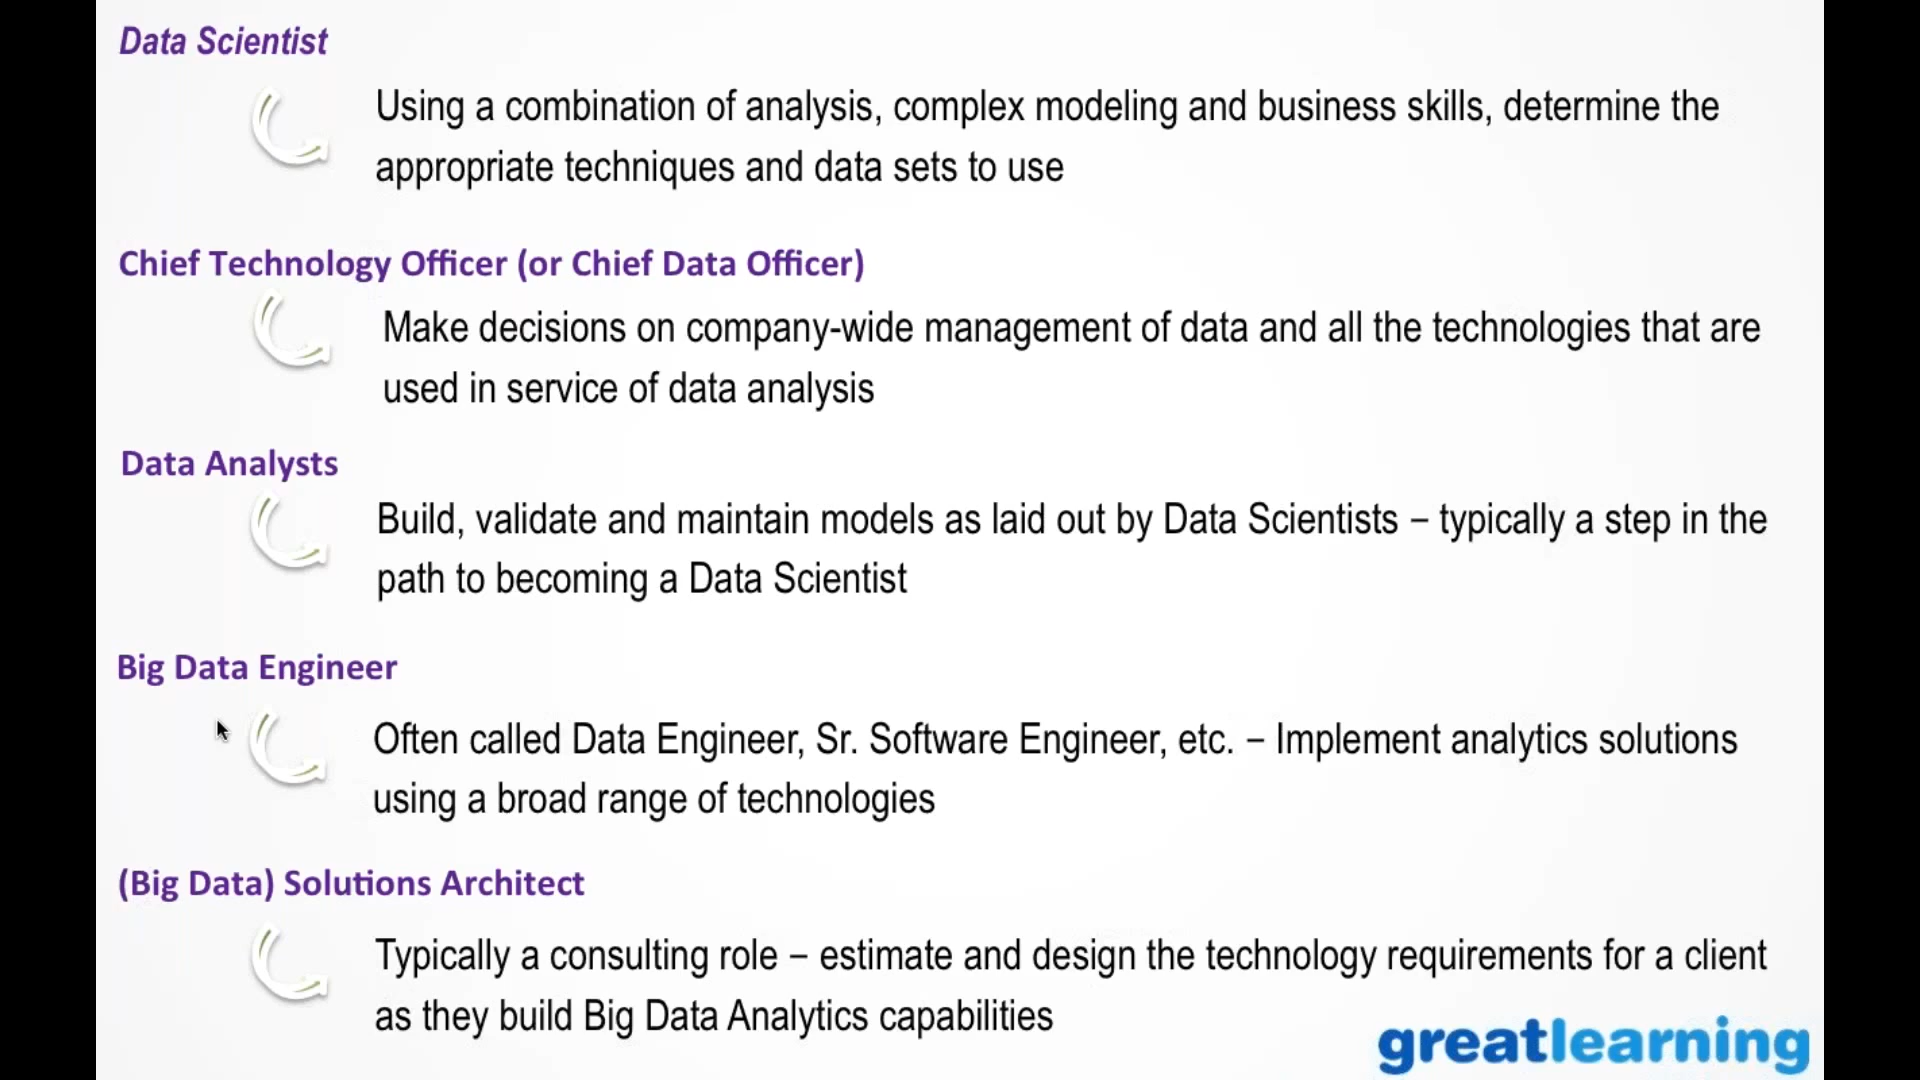 Data Scientist
Using a combination of analysis, complex modeling and business skills, determine the
appropriate techniques and data sets to use
Chief Technology Officer (or Chief Data Officer)
Make decisions on company-wide management of data and all the technologies that are
used in service of data analysis
Data Analysts
Build, validate and maintain models as laid out by Data Scientists – typically a step in the
path to becoming a Data Scientist
Big Data Engineer
Often called Data Engineer, Sr. Software Engineer, etc. – Implement analytics solutions
using a broad range of technologies
(Big Data) Solutions Architect
Typically a consulting role – estimate and design the technology requirements for a client
as they build Big Data Analytics capabilities
greatlearning